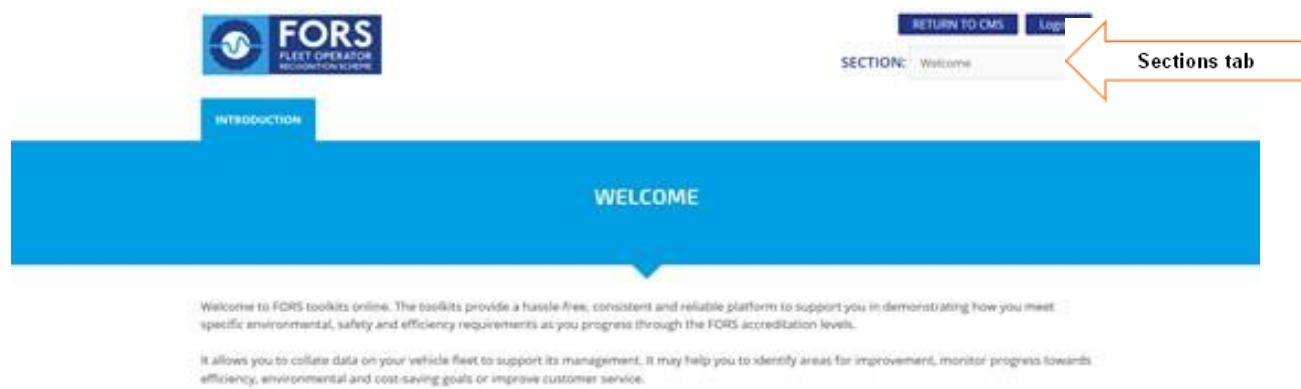 FORS
FLEET OPERATOR
RECOGNITION SCHEME
RETURN TO CMS
SECTION: Welcome
Sections tab
INTRODUCTION
WELCOME
Welcome to FORS toolkits online. The toolkits provide a hassle-free, consistent and reliable platform to support you in demonstrating how you meet
specific environmental, safety and efficiency requirements as you progress through the FORS accreditation levels.
It allows you to collate data on your vehicle fleet to support its management. It may help you to identify areas for improvement, monitor progress towards
efficiency, environmental and cost-saving goals or improve customer service.